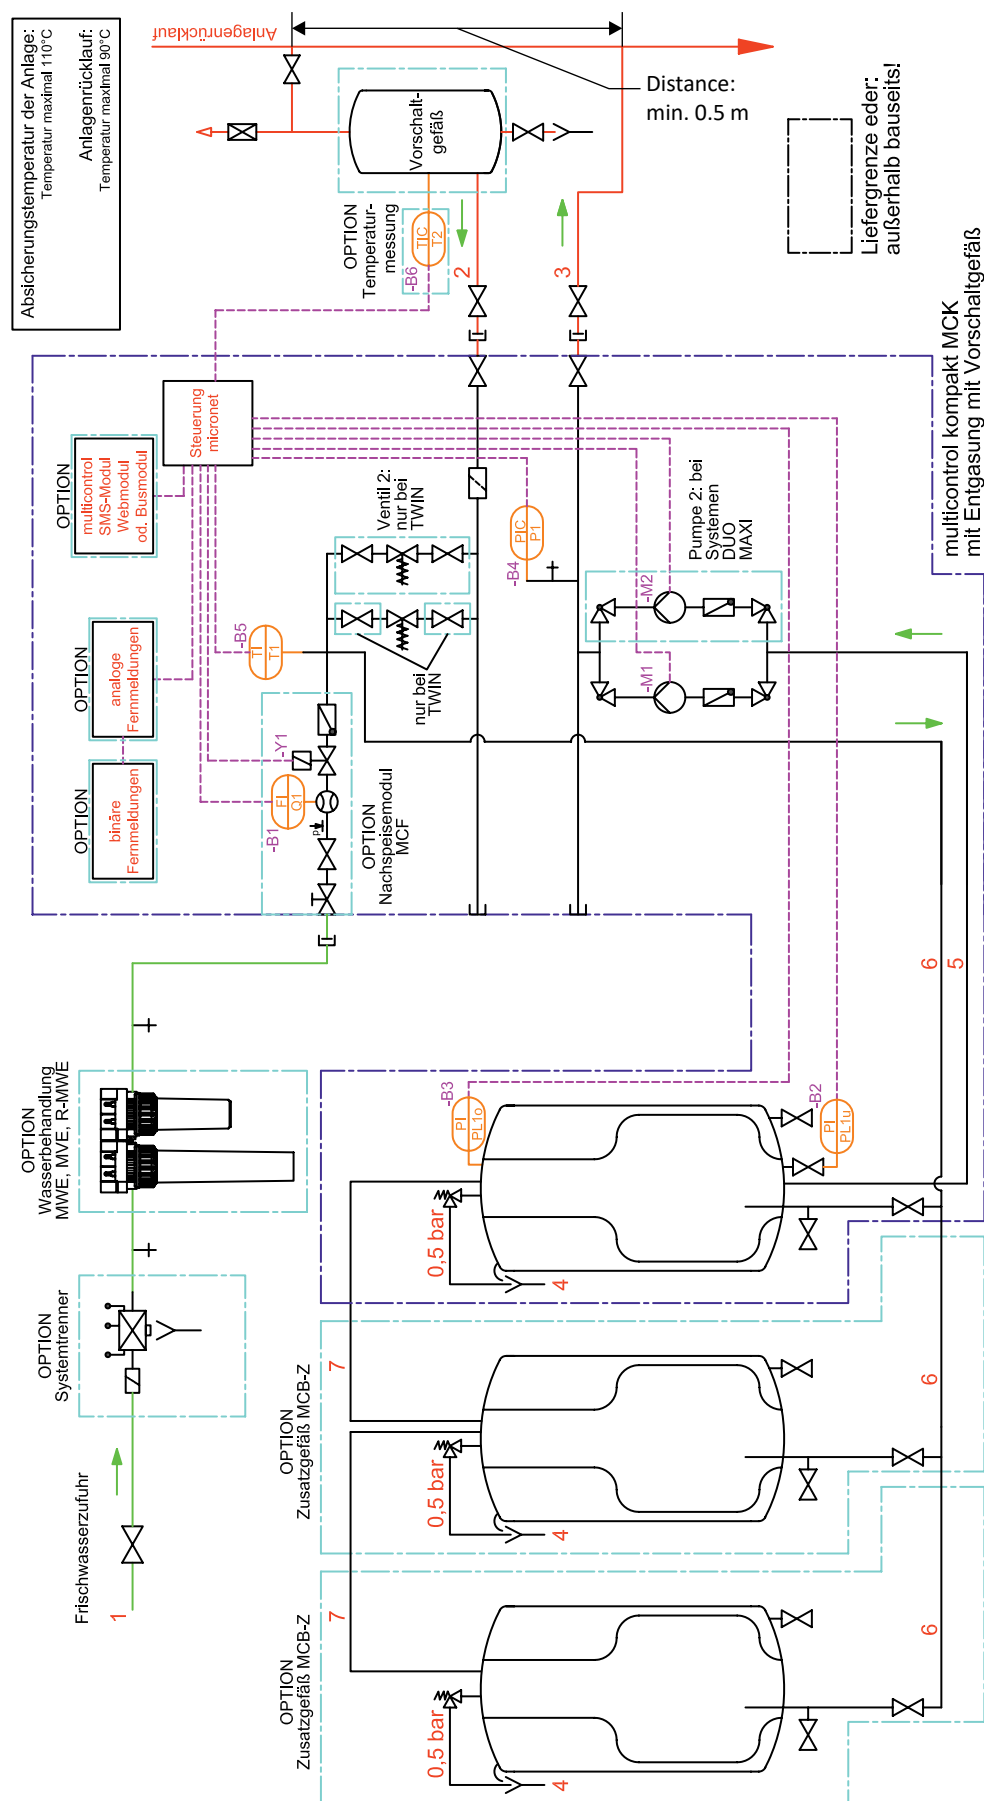 Absicherungstemperatur der Anlage:
Temperatur maximal 110°C
Anlagenrücklauf:
Temperatur maximal 90°C
Anlagenrücklauf
Distance:
min. 0.5 m
Liefergrenze eder:
außerhalb bauseits!
Vorschalt-
gefäß
OPTION
Temperatur-
messung
TIC
T2
-B6
2
3
multicontrol kompakt MCK
mit Entgasung mit Vorschaltgefäß
Steuerung
micronet
OPTION
multicontrol
SMS-Modul
Webmodul
od. Busmodul
OPTION
analoge
Fernmeldungen
OPTION
binäre
Fernmeldungen
Ventil 2:
nur bei
TWIN
nur bei
TWIN
-B4
PIC
P1
Pumpe 2: bei
Systemen
DUO
MAXI
-M2
-M1
-B5
TI
T1
-Y1
-B1
FI
Q1
p
OPTION
Nachspeisemodul
MCF
6
5
OPTION
Wasserbehandlung
MWE, MVE, R-MWE
OPTION
Systemtrenner
Frischwasserzufuhr
1
-B3
PI
PL1o
-B2
PI
PL1u
0,5 bar
4
7
OPTION
Zusatzgefäß MCB-Z
0,5 bar
4
6
7
OPTION
Zusatzgefäß MCB-Z
0,5 bar
4
6